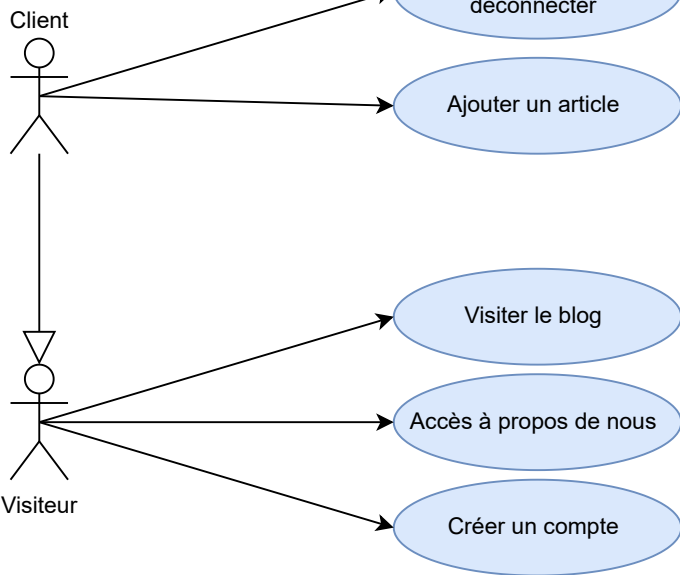 Client
déconnecter
Ajouter un article
Visiter le blog
Accès à propos de nous
Visiteur
Créer un compte